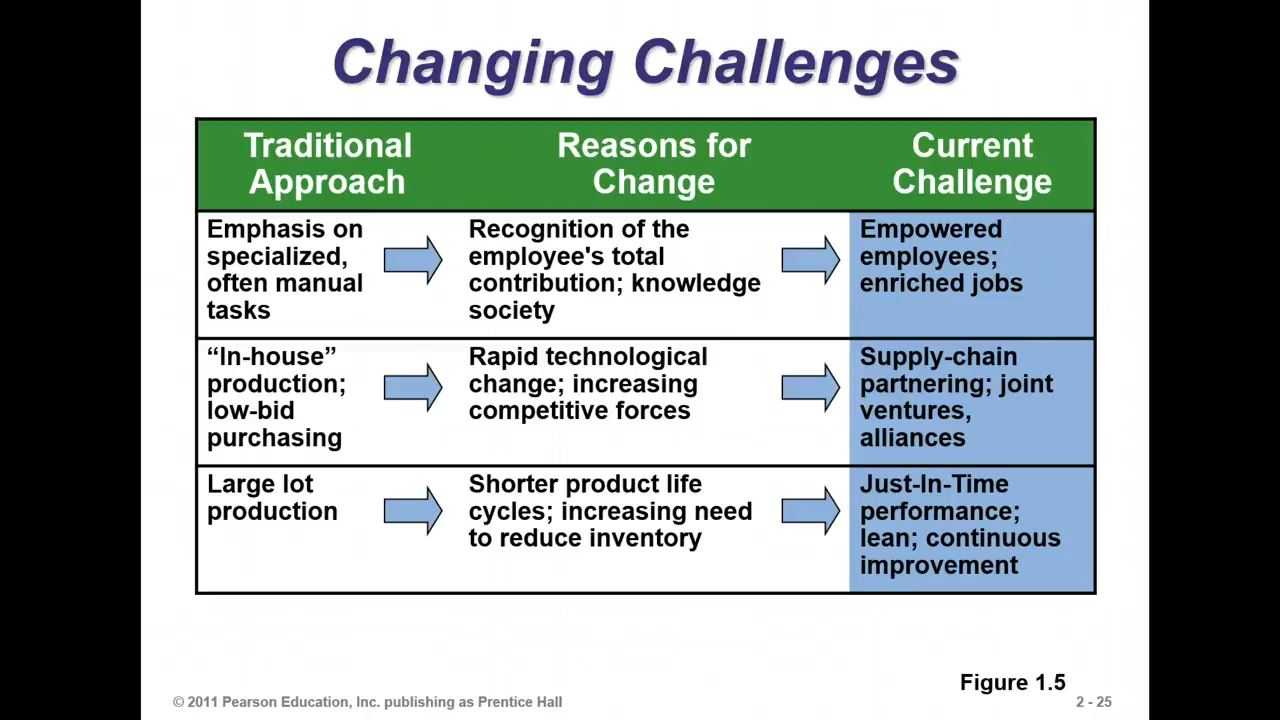 Changing Challenges
Traditional
Approach
Reasons for
Change
Current
Challenge
Emphasis on
specialized,
often manual
tasks
Recognition of the
employee's total
contribution; knowledge
society
Empowered
employees;
enriched jobs
“In-house”
production;
low-bid
purchasing
Rapid technological
change; increasing
competitive forces
Supply-chain
partnering; joint
ventures,
alliances
Large lot
production
Shorter product life
cycles; increasing need
to reduce inventory
Just-In-Time
performance;
lean; continuous
improvement
Figure 1.5
© 2011 Pearson Education, Inc. publishing as Prentice Hall
2 - 25